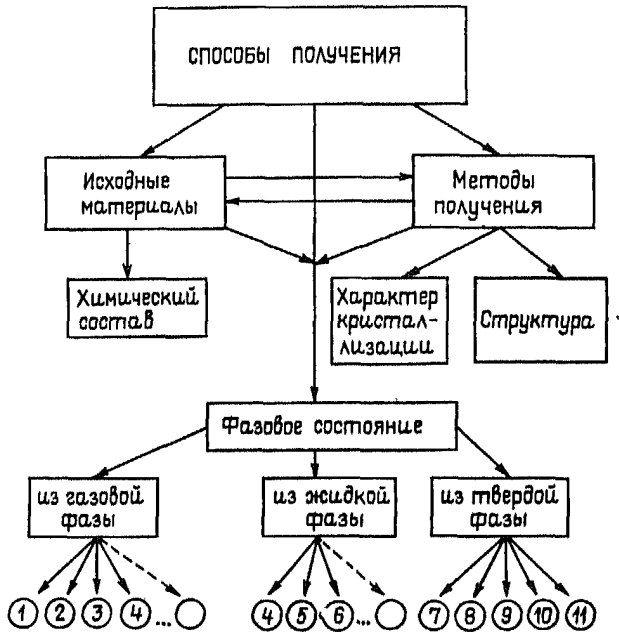 СПОСОБЫ ПОЛУЧЕНИЯ
Исходные
материалы
Методы
получения
Химический
состав
Характер
кристал-
лизации
Структура
Фазовое состояние
из газовой
фазы
из жидкой
фазы
из твердой
фазы
1 2 3 4 ...
4 5 6 ...
7 8 9 10 11